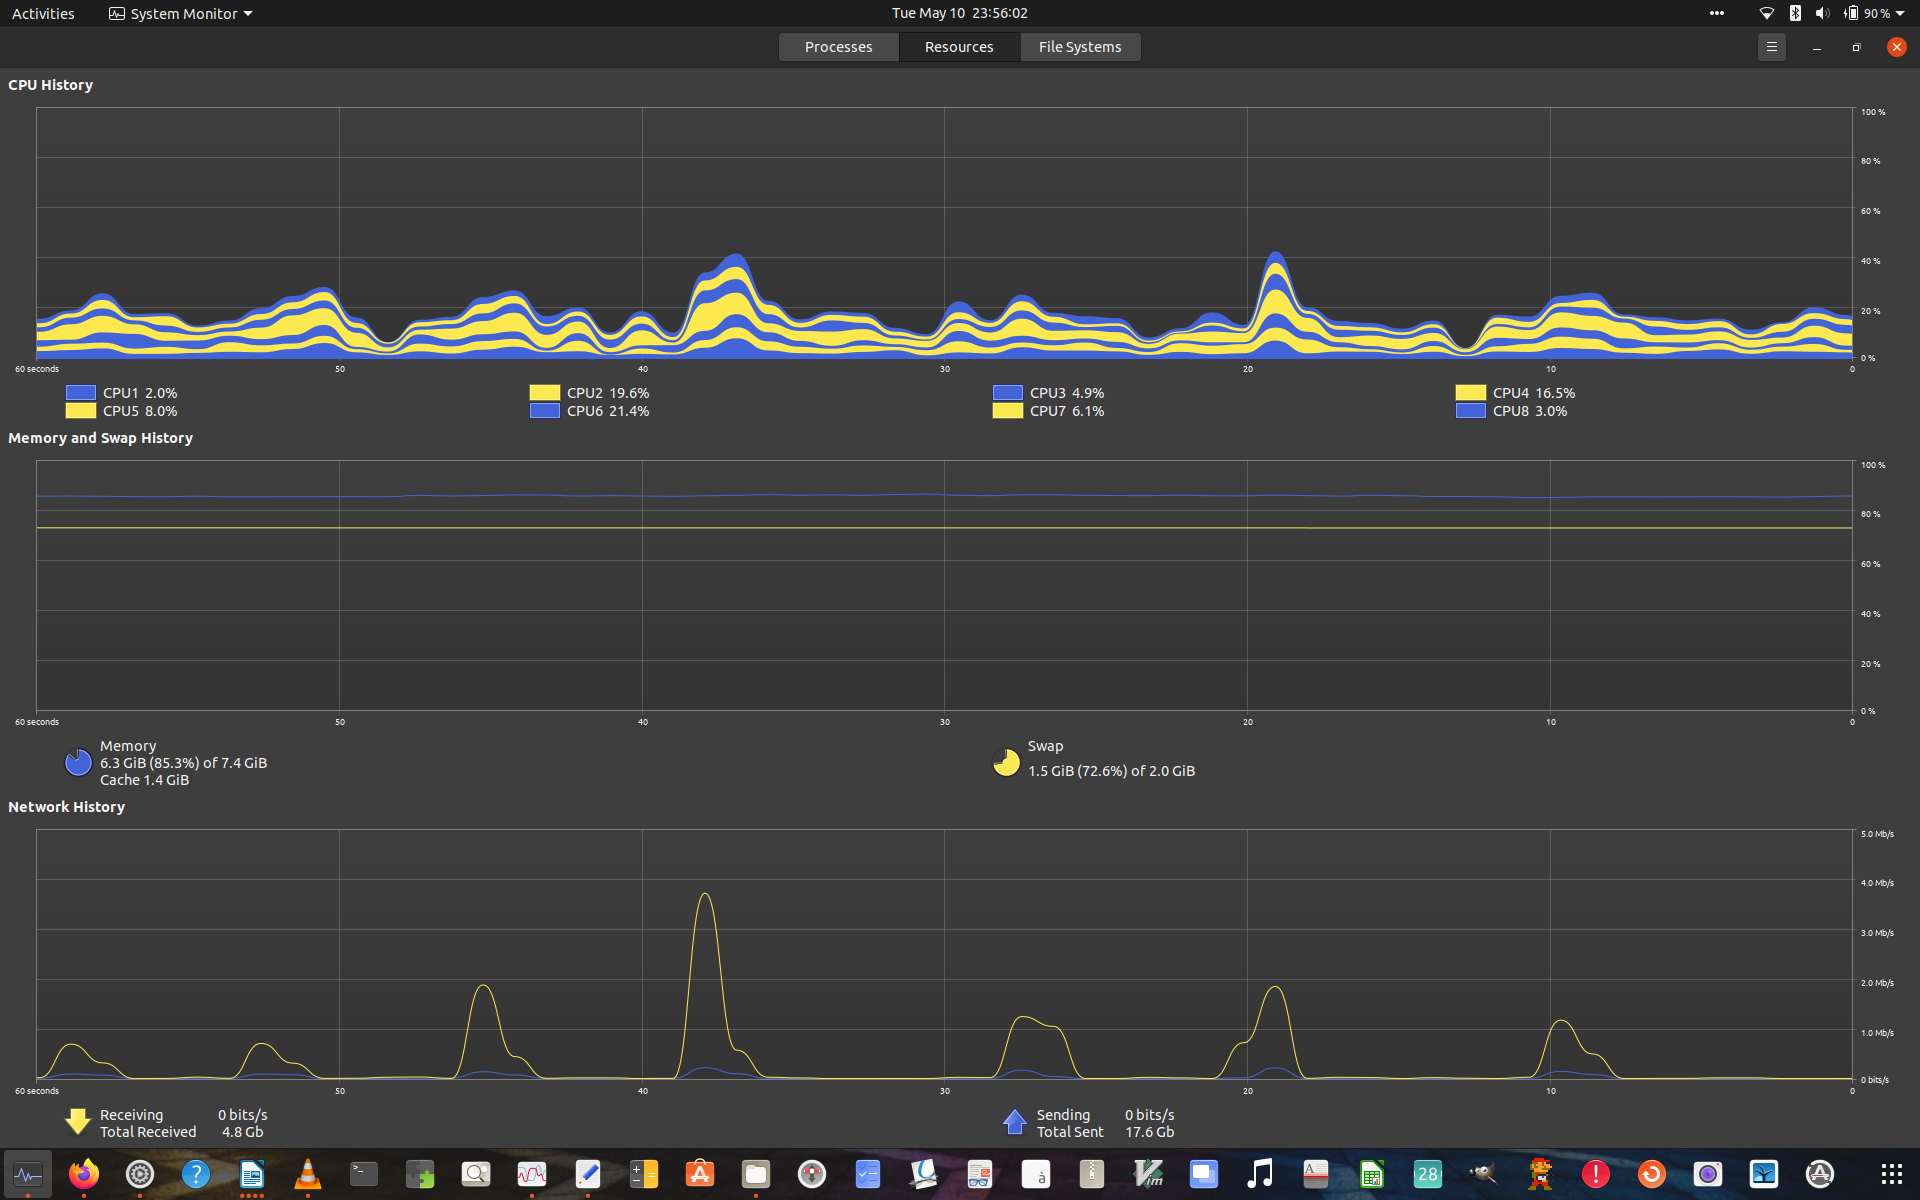 Activities System Monitor Tue May 10 23:56:02 90 %
Processes Resources File Systems
CPU History
100 %
80 %
60 %
40 %
20 %
0 %
60 seconds 50 40 30 20 10 0
CPU1 2.0% CPU2 19.6% CPU3 4.9% CPU4 16.5%
CPU5 8.0% CPU6 21.4% CPU7 6.1% CPU8 3.0%
Memory and Swap History
100 %
80 %
60 %
40 %
20 %
0 %
60 seconds 50 40 30 20 10 0
Memory
6.3 GiB (85.3%) of 7.4 GiB
Cache 1.4 GiB
Swap
1.5 GiB (72.6%) of 2.0 GiB
Network History
5.0 Mb/s
4.0 Mb/s
3.0 Mb/s
2.0 Mb/s
1.0 Mb/s
0 bits/s
60 seconds 50 40 30 20 10 0
Receiving 0 bits/s
Total Received 4.8 Gb
Sending 0 bits/s
Total Sent 17.6 Gb
? >_ A à Vim A 28 ! A